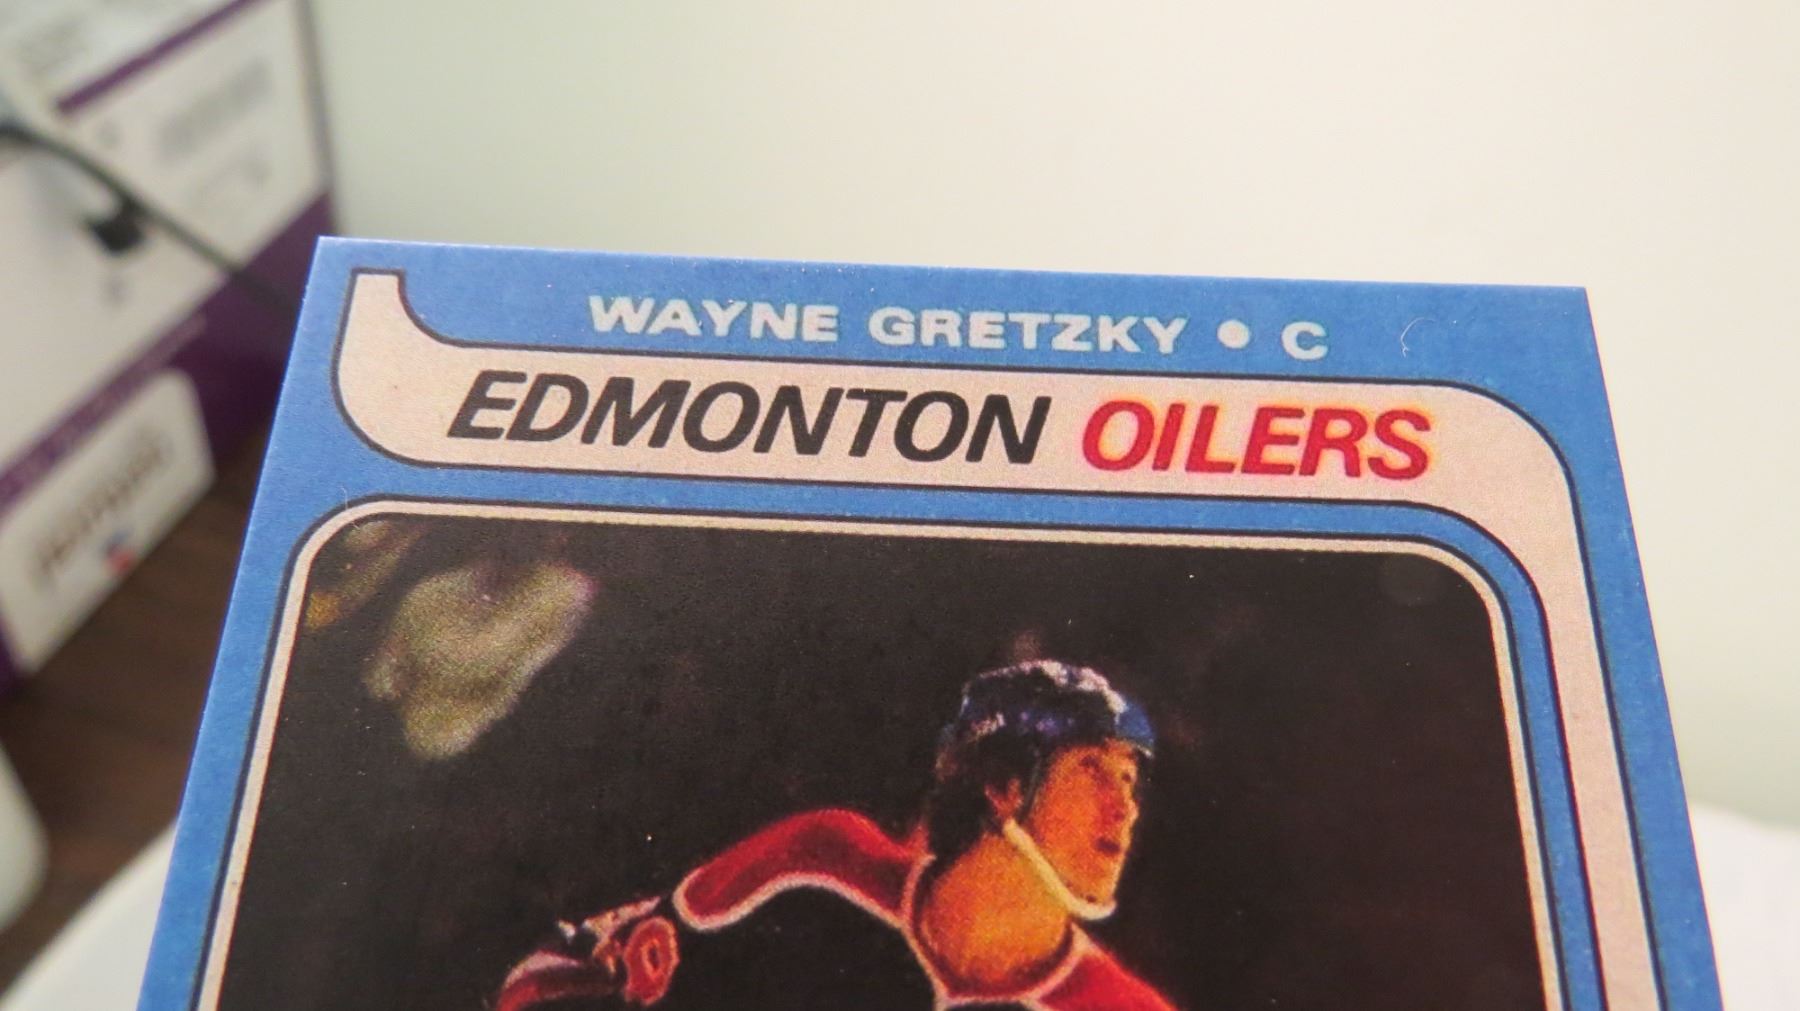 WAYNE GRETZKY • C
EDMONTON OILERS